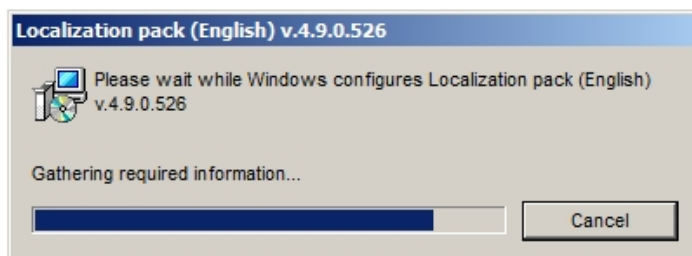 Localization pack (English) v.4.9.0.526
Please wait while Windows configures Localization pack (English)
v.4.9.0.526
Gathering required information...
Cancel